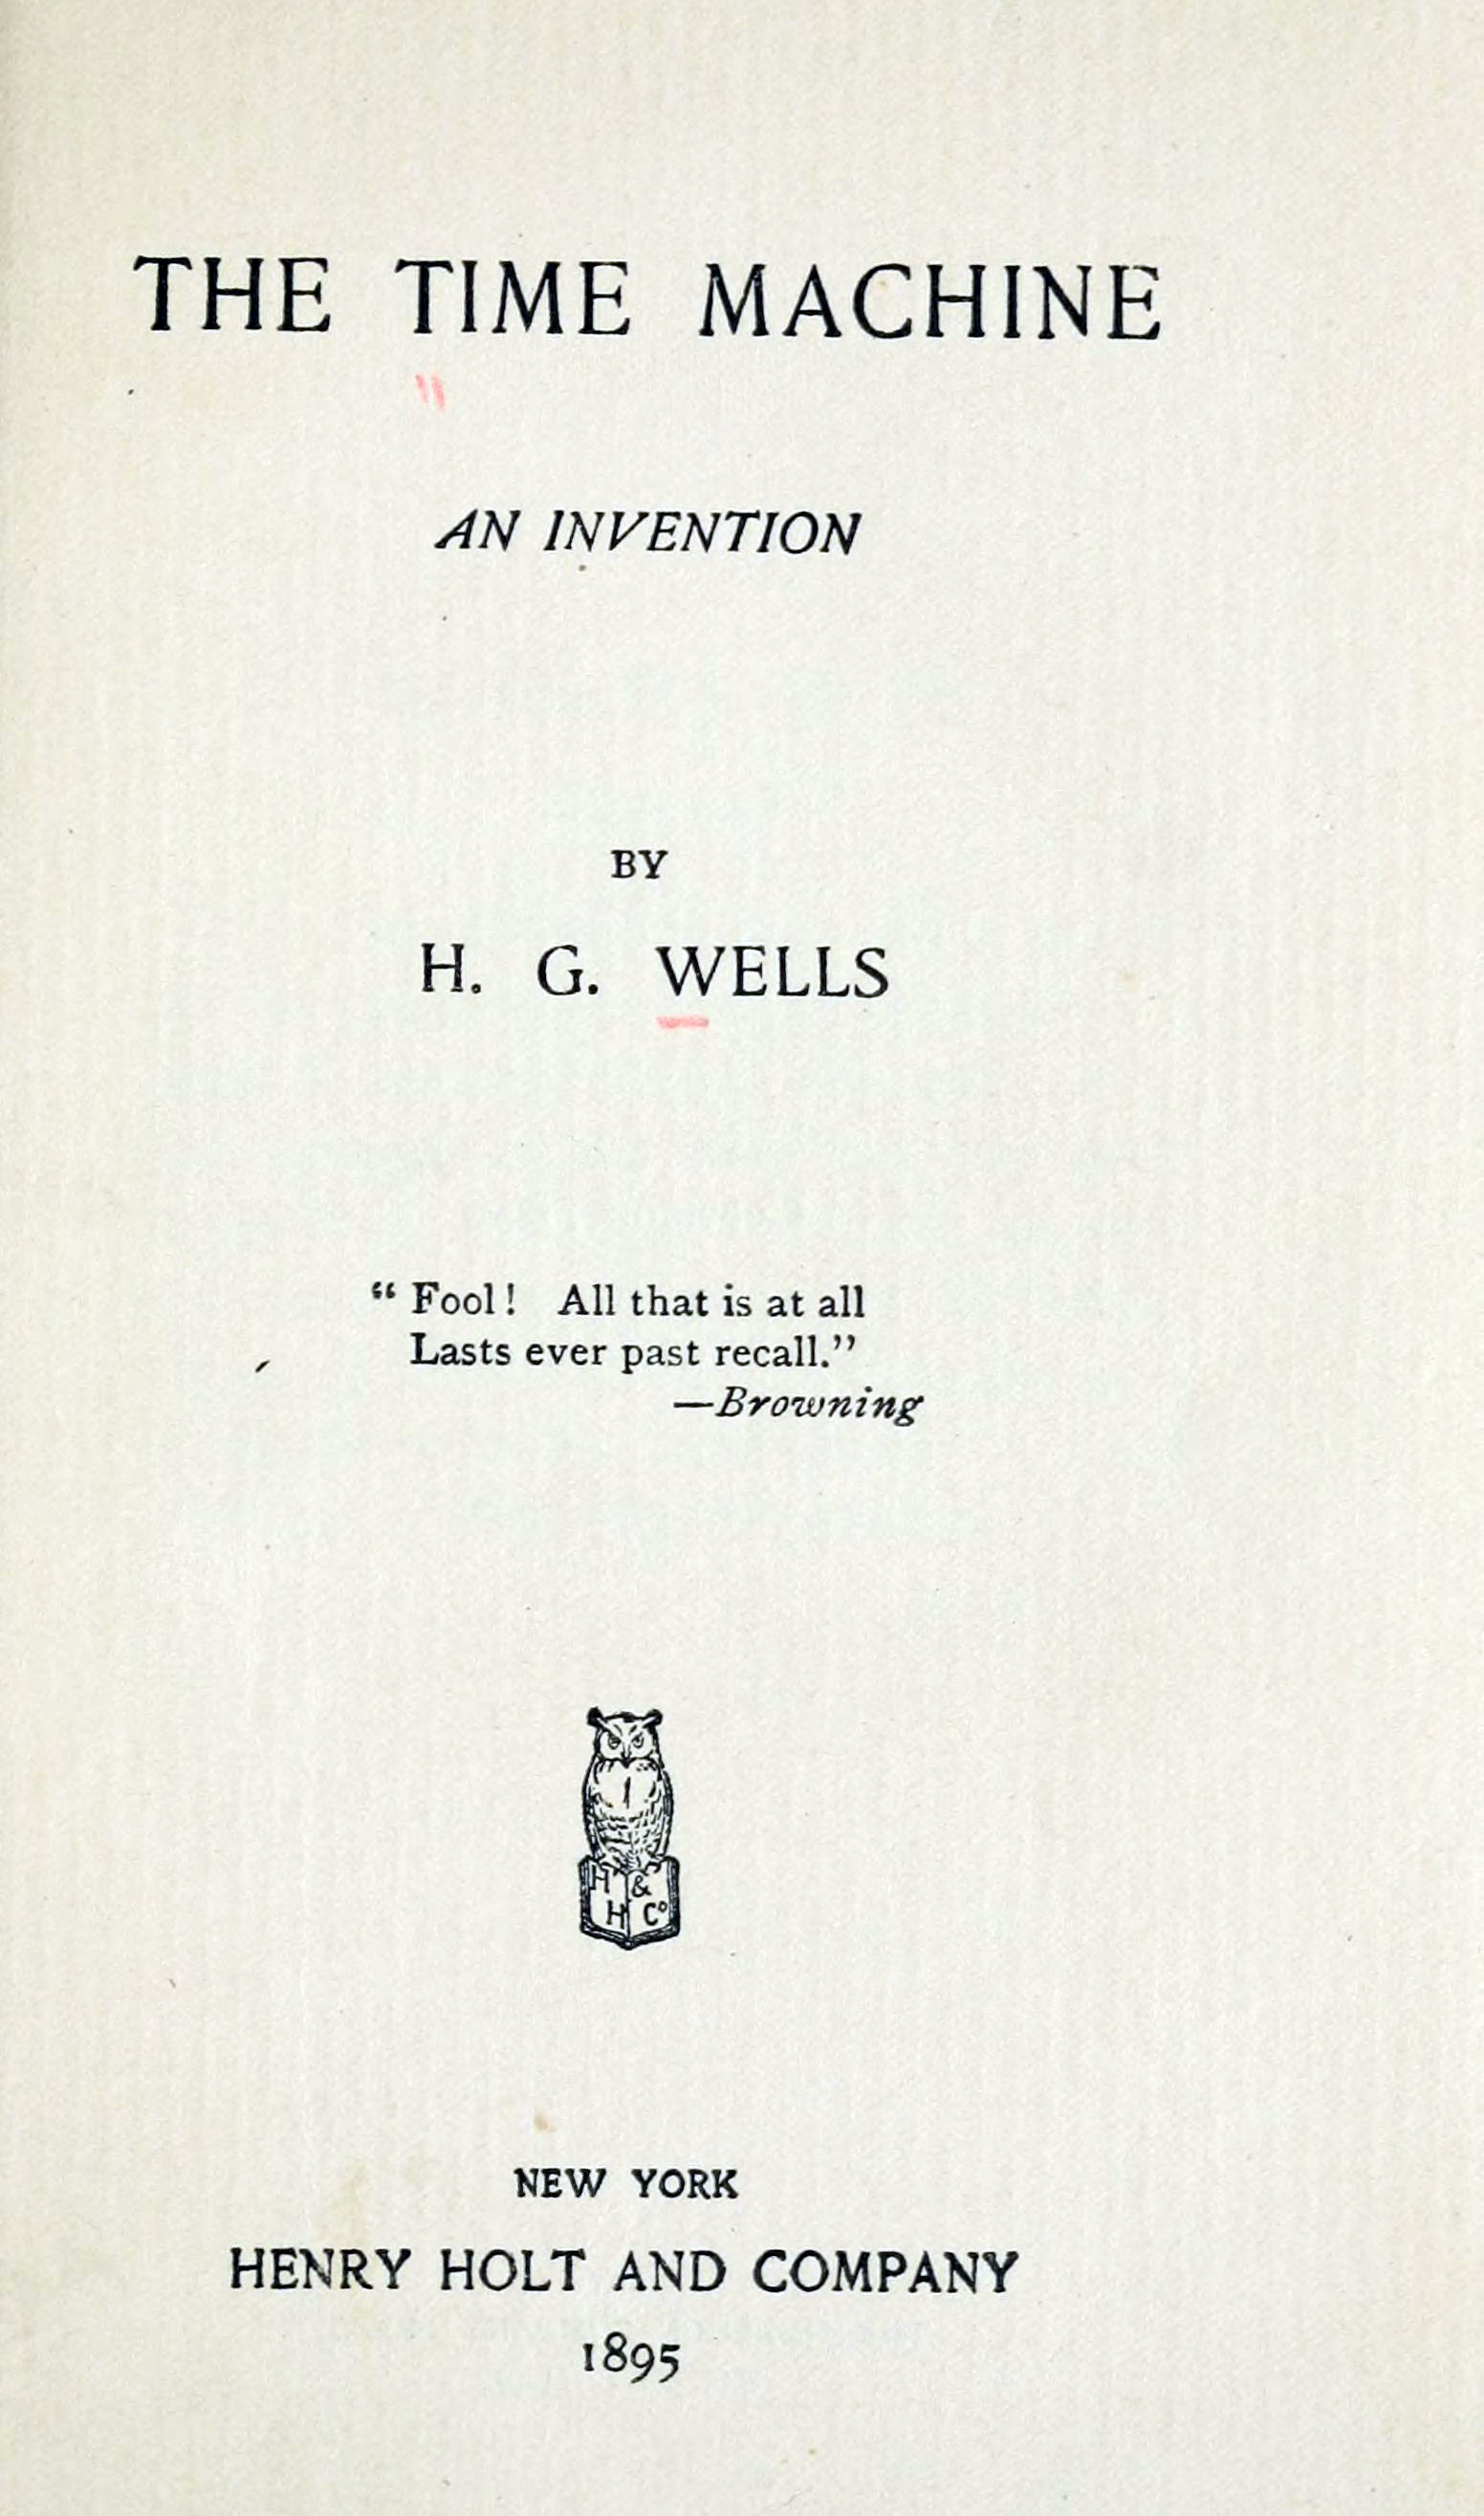 THE TIME MACHINE
AN INVENTION
BY
H. G. WELLS
“ Fool! All that is at all
Lasts ever past recall.”
—Browning
H &
H Co
NEW YORK
HENRY HOLT AND COMPANY
1895